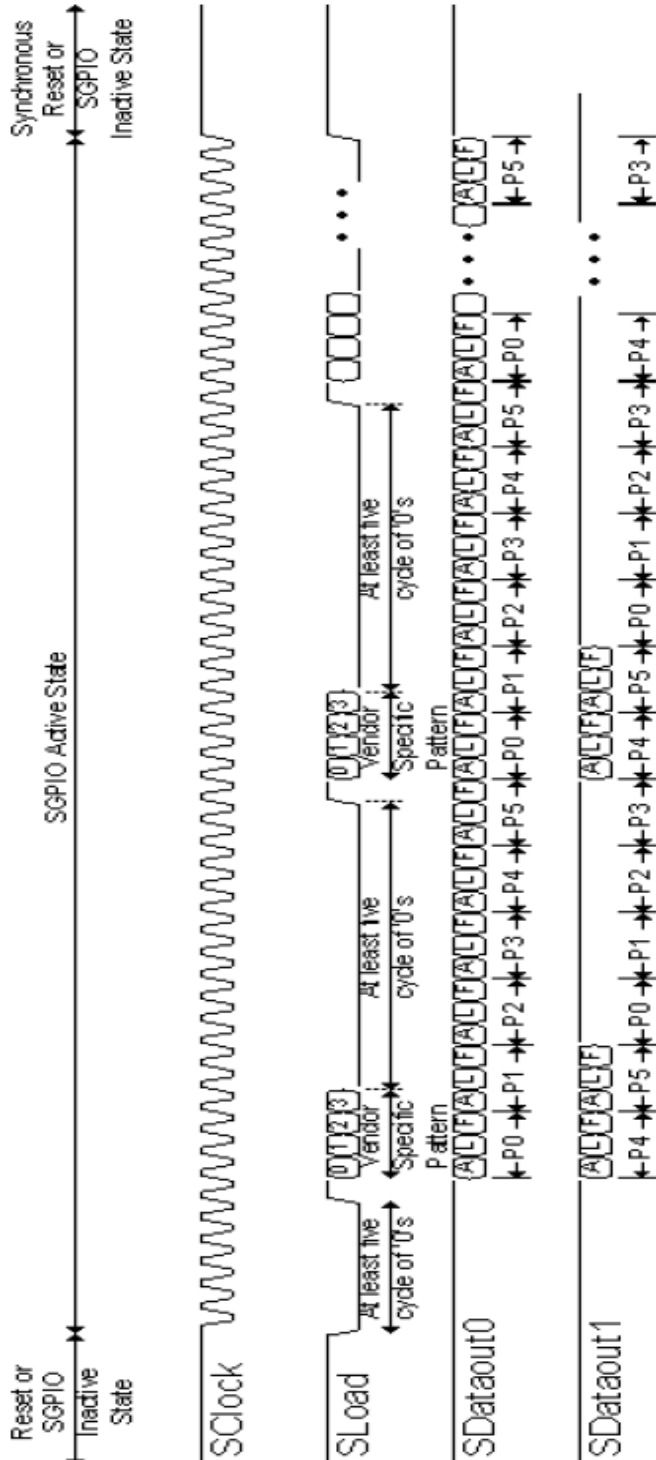 Reset or
SGPIO
Inactive
State
SGPIO Active State
Synchronous
Reset or
SGPIO
Inactive State
SClock
SLoad
At least five
cycle of '0's
0 1 2 3
Vendor
Specific
Pattern
At least five
cycle of '0's
0 1 2 3
Vendor
Specific
Pattern
At least five
cycle of '0's
SDataout0
A L F A L F A L F A L F A L F A L F A L F A L F A L F A L F A L F A L F A L F A L F
P0 P1 P2 P3 P4 P5 P0 P1 P2 P3 P4 P5 P0 P5
SDataout1
A L F A L F A L F A L F
P4 P5 P0 P1 P2 P3 P4 P5 P0 P1 P2 P3 P4 P3